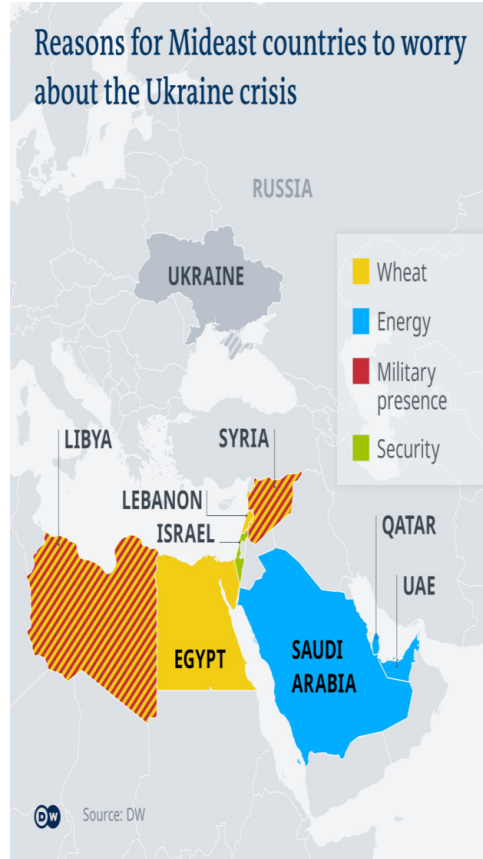 Reasons for Mideast countries to worry
about the Ukraine crisis
RUSSIA
UKRAINE
Wheat
Energy
Military
presence
Security
LIBYA
SYRIA
LEBANON
ISRAEL
QATAR
UAE
EGYPT
SAUDI
ARABIA
DW
Source: DW